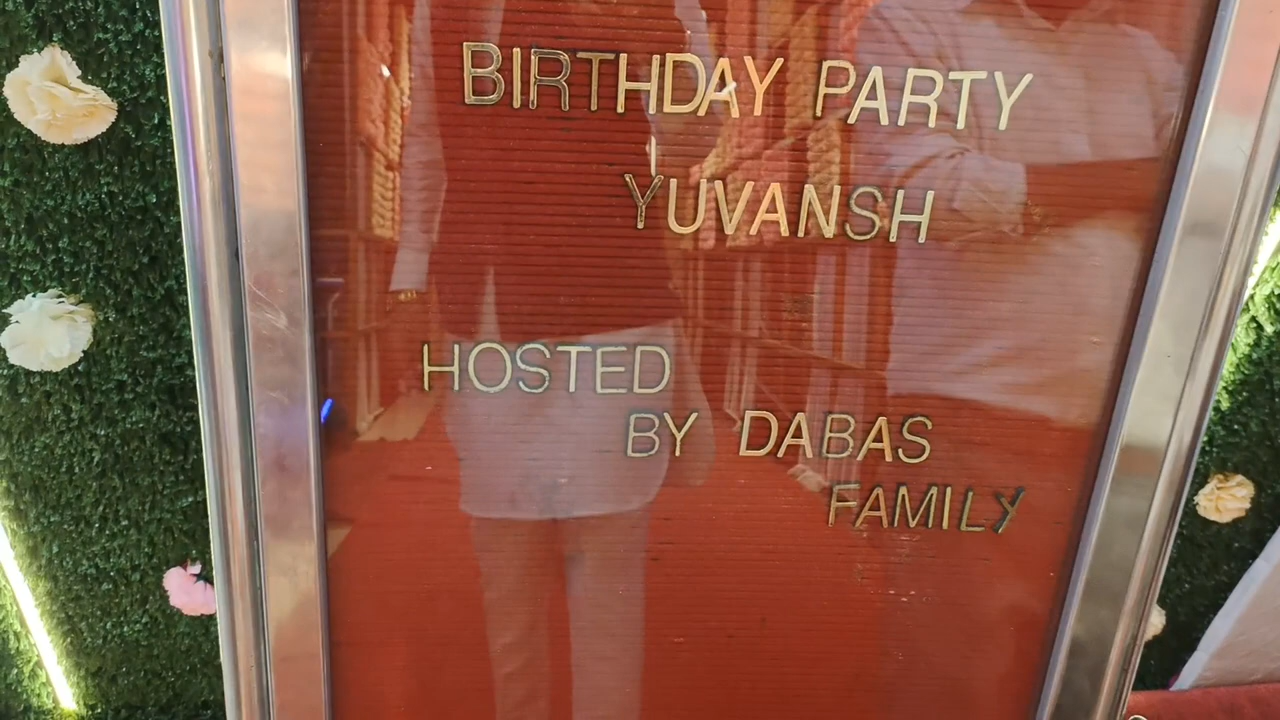 BIRTHDAY PARTY
YUVANSH
HOSTED
BY DABAS
FAMILY